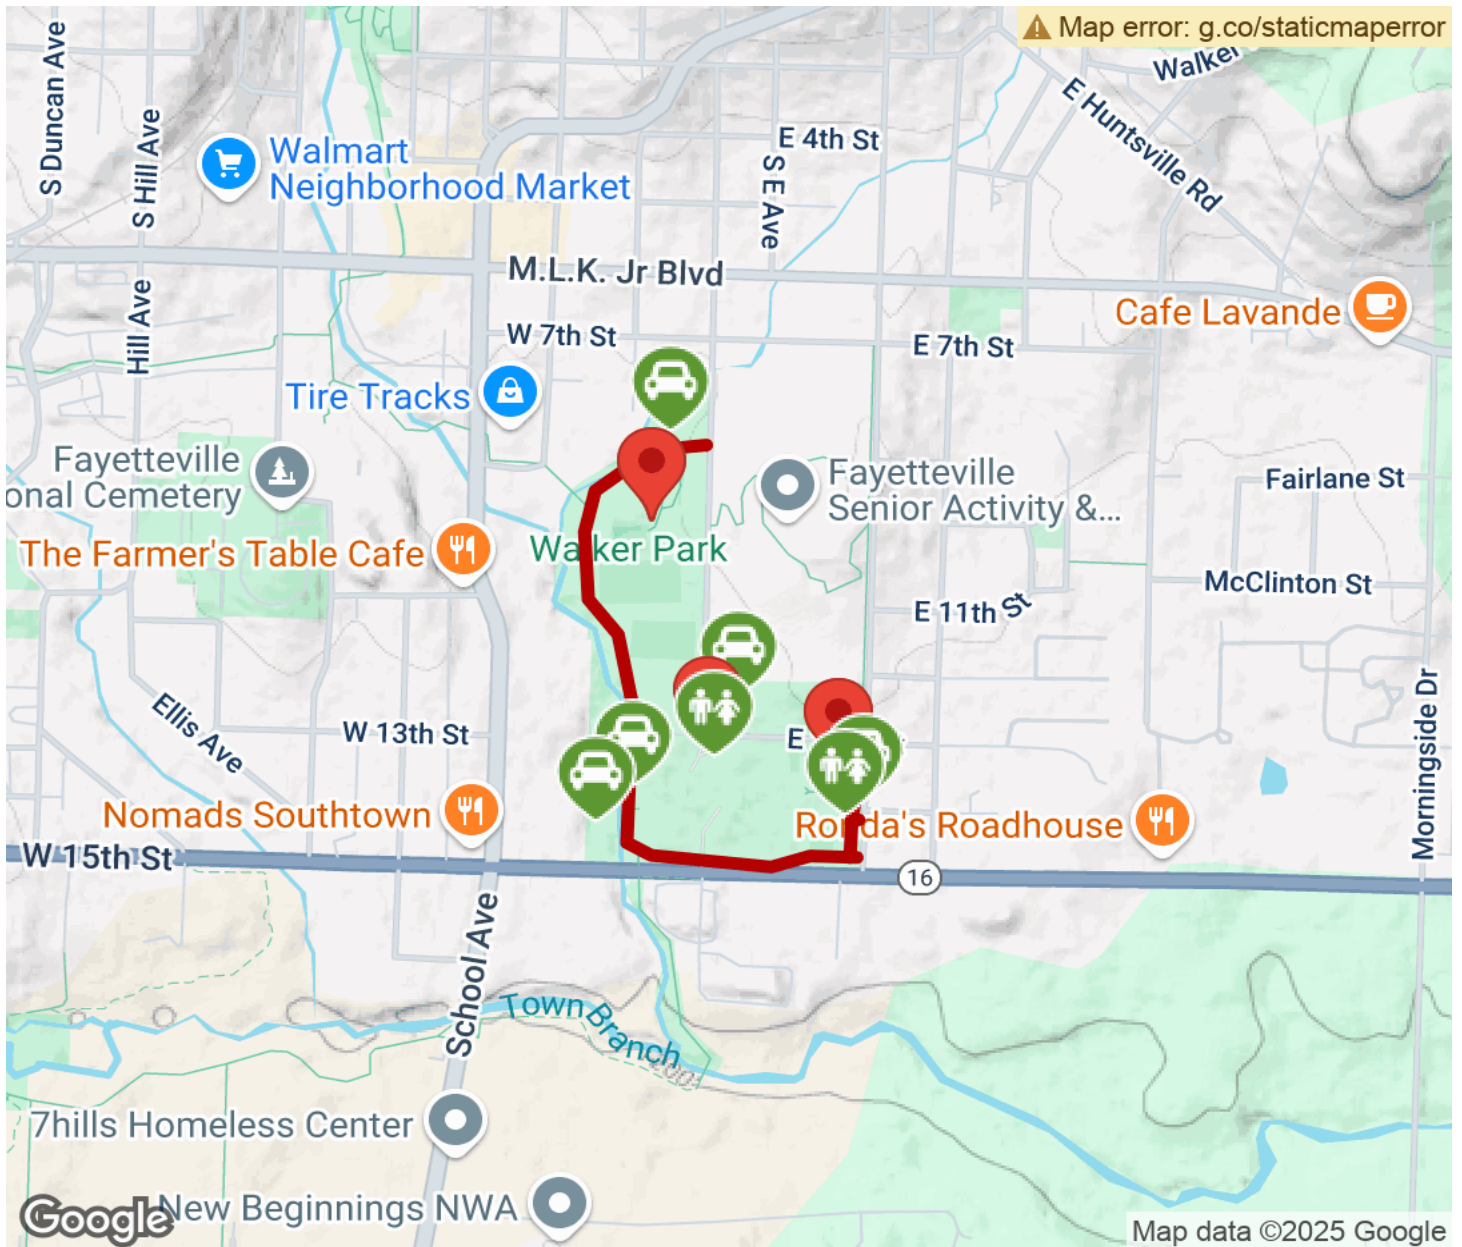 Map error: g.co/staticmaperror
S Duncan Ave
S Hill Ave
Walker
E Huntsville Rd
E 4th St
S E Ave
Walmart
Neighborhood Market
M.L.K. Jr Blvd
Hill Ave
Cafe Lavande
W 7th St
E 7th St
Tire Tracks
Fayetteville
onal Cemetery
Fayetteville
Senior Activity &...
Fairlane St
The Farmer's Table Cafe
Walker Park
McClinton St
E 11th St
Ellis Ave
W 13th St
E
Morningside Dr
Nomads Southtown
Ronda's Roadhouse
W 15th St
16
School Ave
Town Branch
7hills Homeless Center
New Beginnings NWA
Google
Map data ©2025 Google